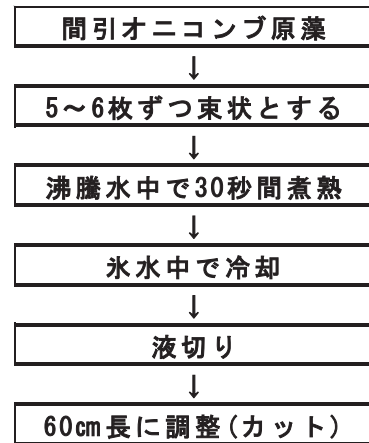 間引オニコンブ原藻
↓
5～6枚ずつ束状とする
↓
沸騰水中で30秒間煮熟
↓
氷水中で冷却
↓
液切り
↓
60㎝長に調整(カット)